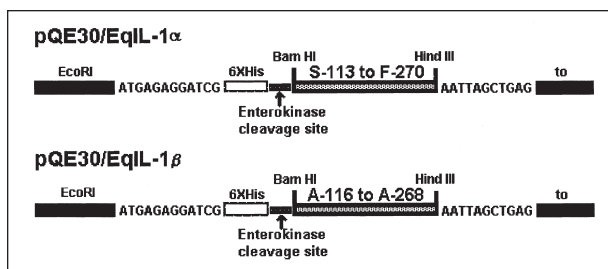 pQE30/EqIL-1α
Bam HI Hind III
EcoRI 6XHis S-113 to F-270 to
ATGAGAGGATCG AATTAGCTGAG
Enterokinase
cleavage site
pQE30/EqIL-1β
Bam HI Hind III
EcoRI 6XHis A-116 to A-268 to
ATGAGAGGATCG AATTAGCTGAG
Enterokinase
cleavage site